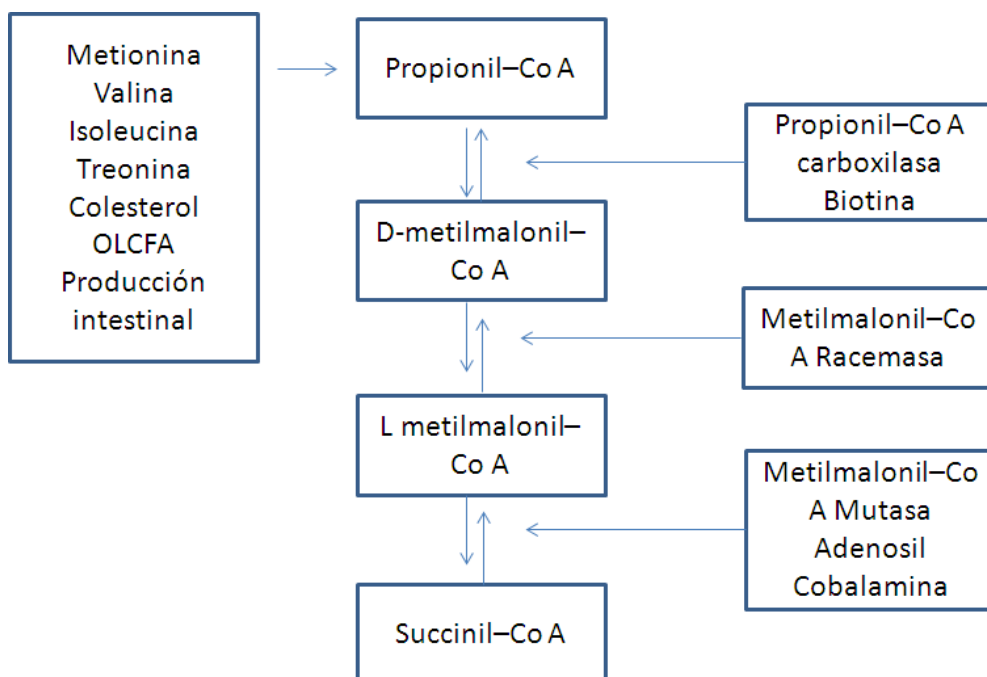 Metionina
Valina
Isoleucina
Treonina
Colesterol
OLCFA
Producción
intestinal
Propionil–Co A
Propionil–Co A
carboxilasa
Biotina
D-metilmalonil–
Co A
Metilmalonil–Co
A Racemasa
L metilmalonil–
Co A
Metilmalonil–Co
A Mutasa
Adenosil
Cobalamina
Succinil–Co A